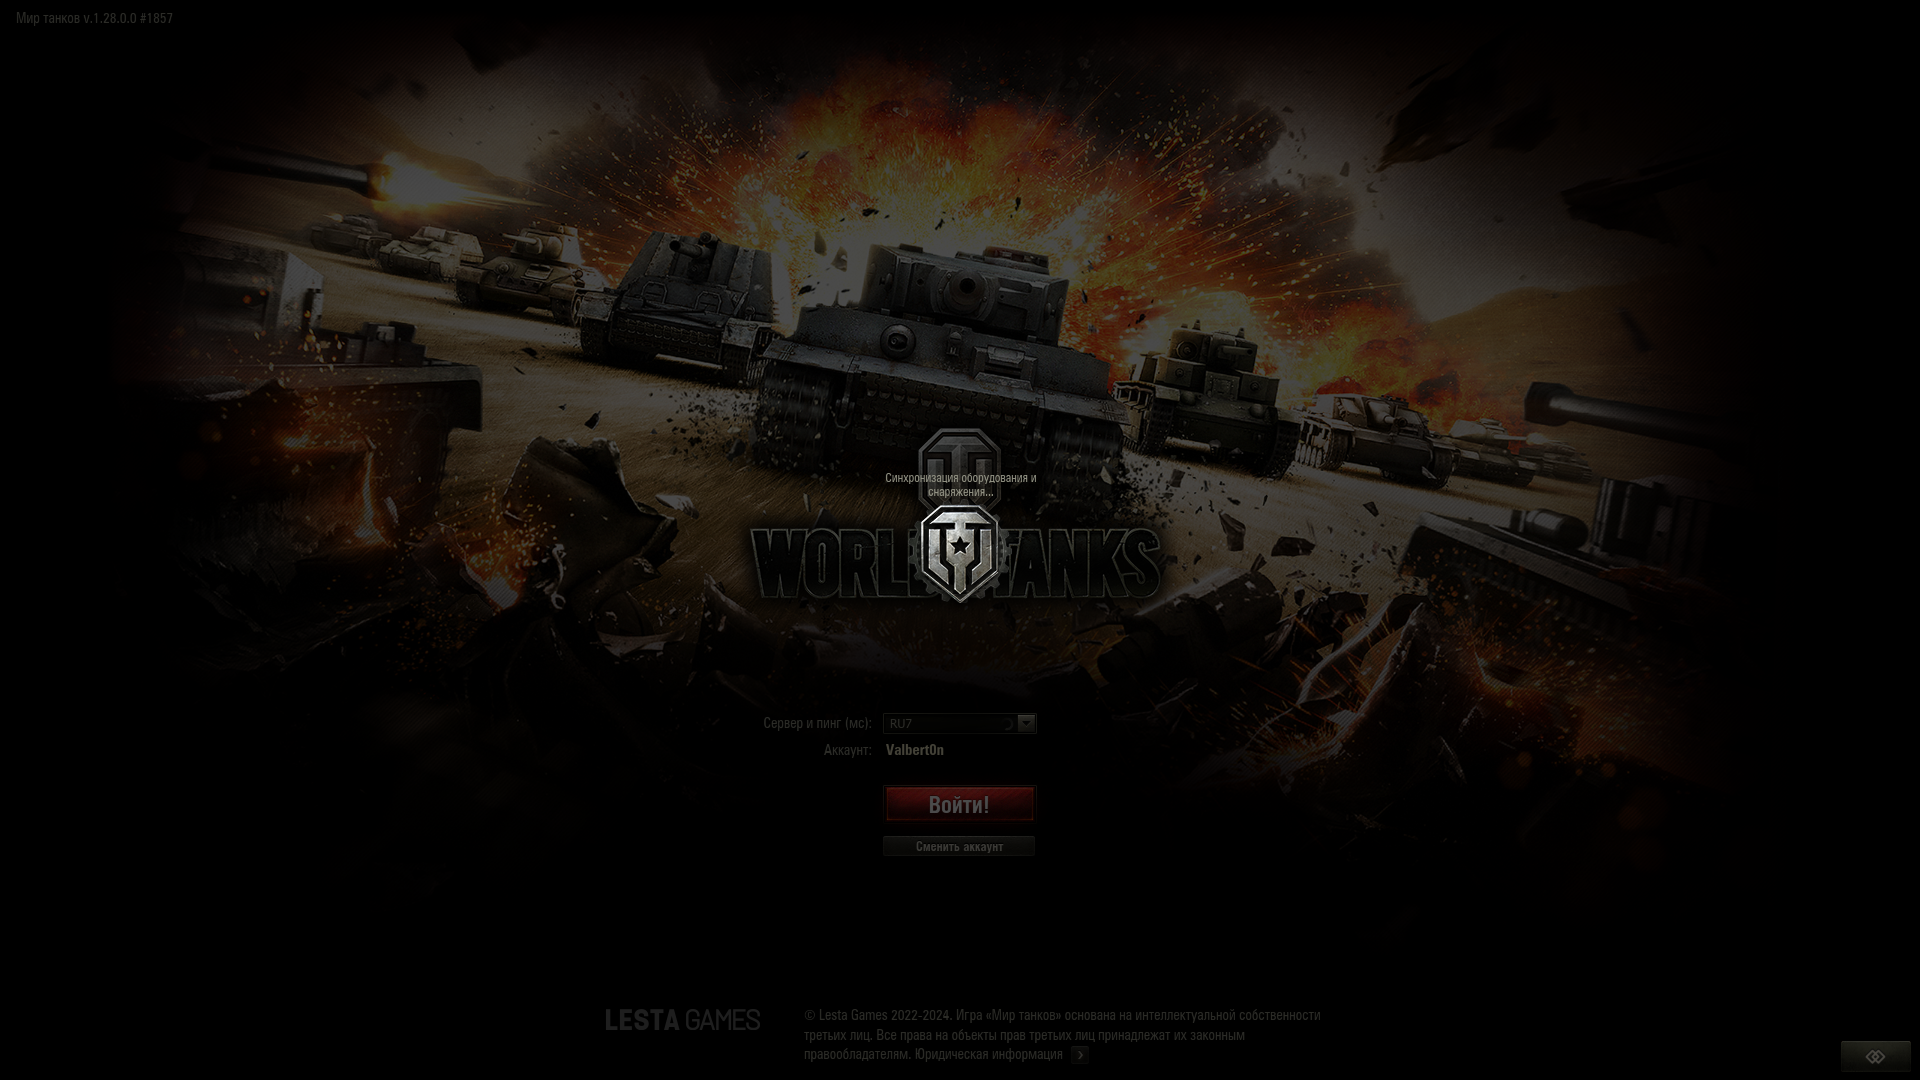 Мир танков v.1.28.0.0 #1857
Синхронизация оборудования и
снаряжения...
WORL TANKS
Сервер и пинг (мс): RU7
Аккаунт: Valbert0n
Войти!
Сменить аккаунт
LESTA GAMES
© Lesta Games 2022-2024. Игра «Мир танков» основана на интеллектуальной собственности
третьих лиц. Все права на объекты прав третьих лиц принадлежат их законным
правообладателям. Юридическая информация